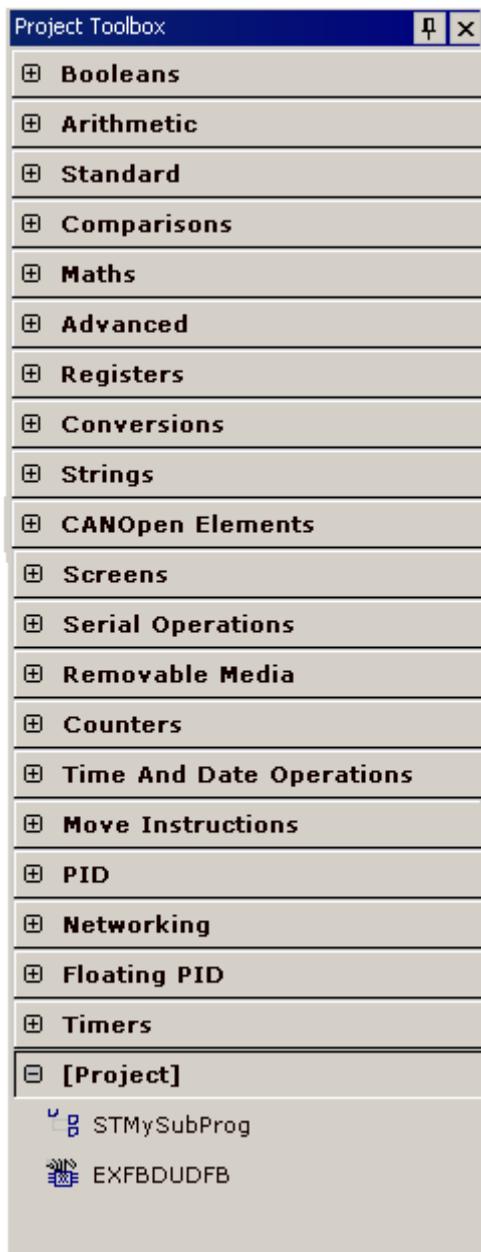 Project Toolbox
Booleans
Arithmetic
Standard
Comparisons
Maths
Advanced
Registers
Conversions
Strings
CANOpen Elements
Screens
Serial Operations
Removable Media
Counters
Time And Date Operations
Move Instructions
PID
Networking
Floating PID
Timers
[Project]
STMySubProg
EXFBDUDFB